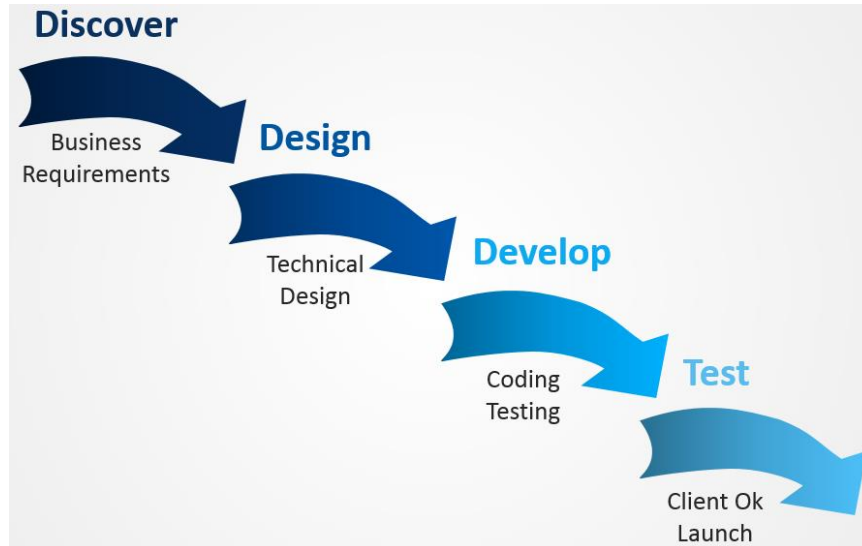 Discover
Business
Requirements
Design
Technical
Design
Develop
Coding
Testing
Test
Client Ok
Launch